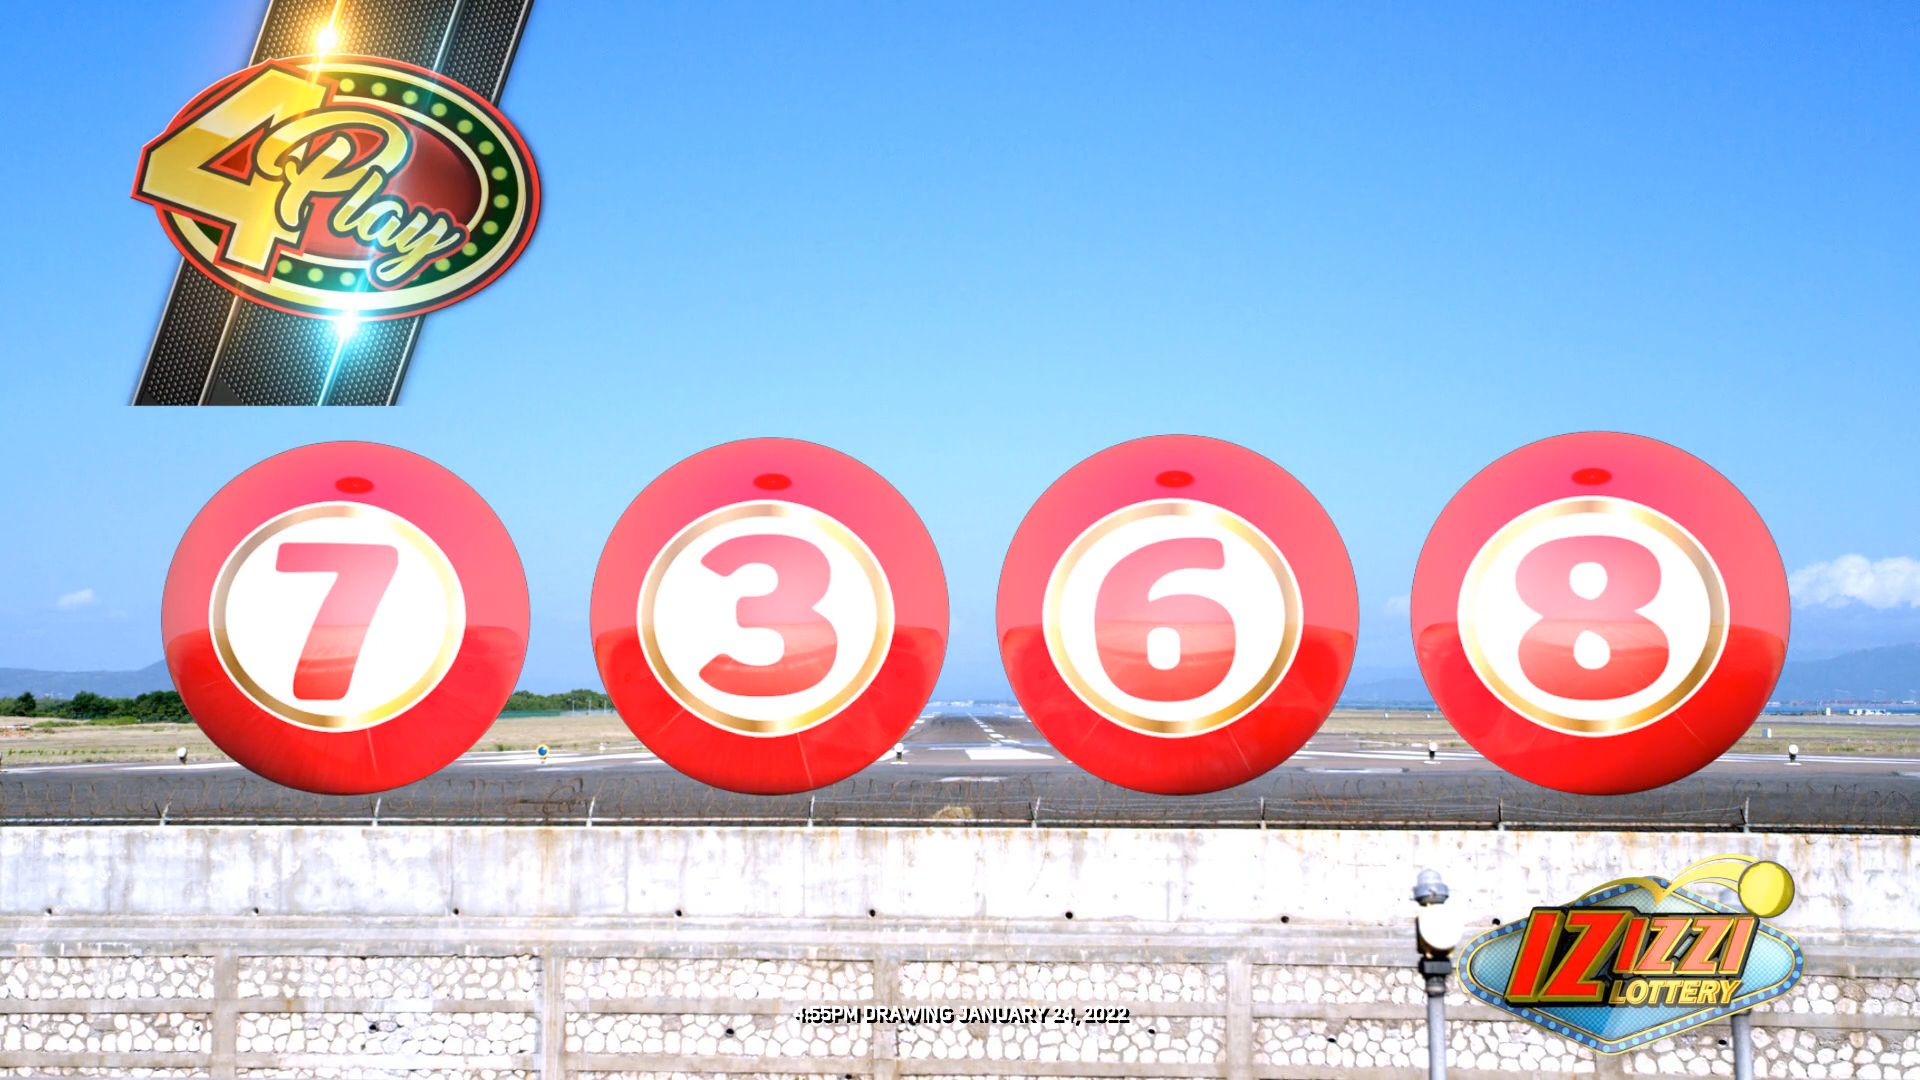 4Play
7 3 6 8
IZIZZI
LOTTERY
4:55PM DRAWING JANUARY 24, 2022